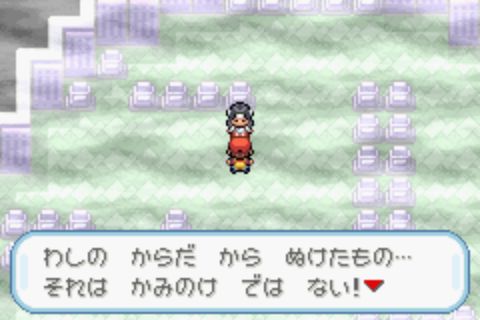 わしの　からだ　から　ぬけたもの⋯
それは　かみのけ　では　ない!